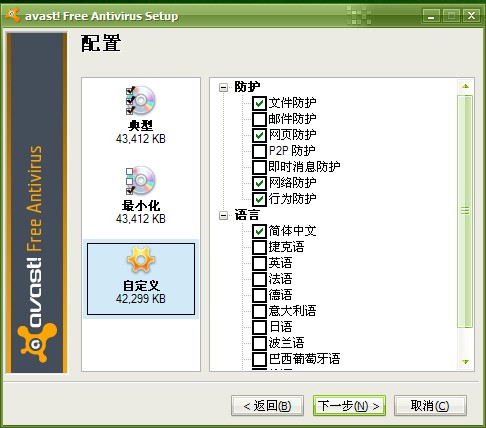 avast! Free Antivirus Setup
配置
典型
43,412 KB
最小化
43,412 KB
自定义
42,299 KB
防护
文件防护
邮件防护
网页防护
P2P 防护
即时消息防护
网络防护
行为防护
语言
简体中文
捷克语
英语
法语
德语
意大利语
日语
波兰语
巴西葡萄牙语
avast! Free Antivirus
< 返回(B)
下一步(N) >
取消(C)